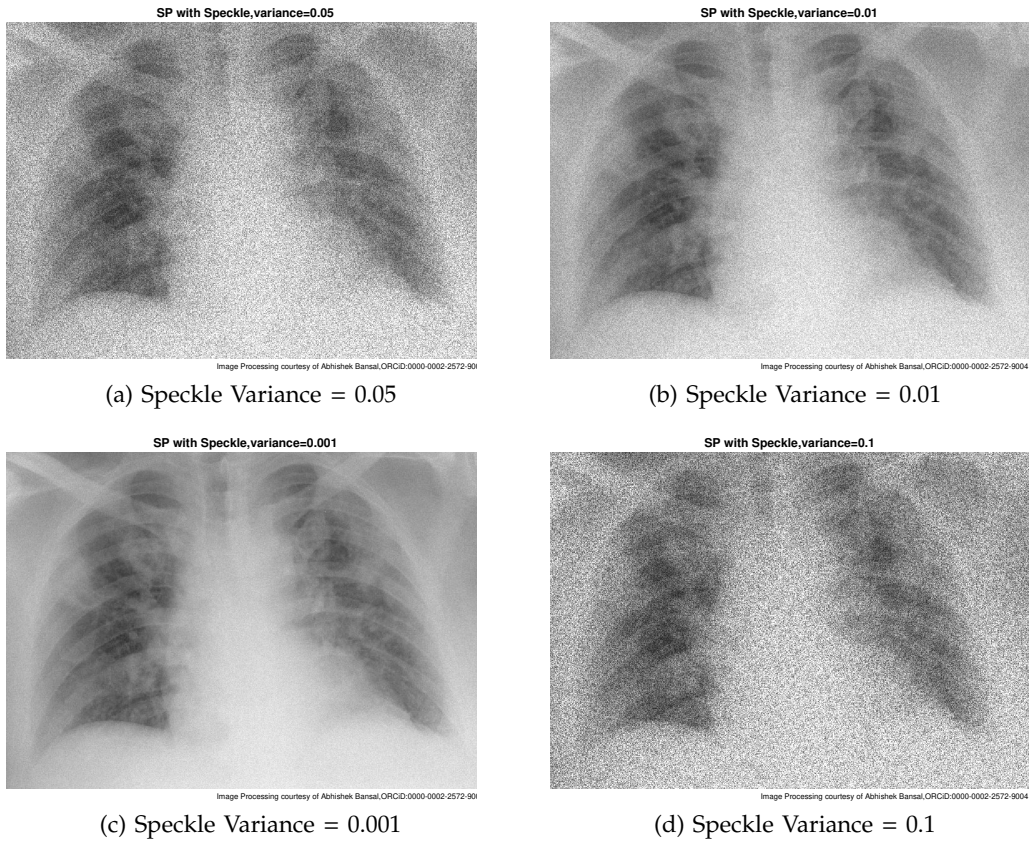 SP with Speckle,variance=0.05
SP with Speckle,variance=0.01
Image Processing courtesy of Abhishek Bansal,ORCiD:0000-0002-2572-900
Image Processing courtesy of Abhishek Bansal,ORCiD:0000-0002-2572-9004
(a) Speckle Variance = 0.05
(b) Speckle Variance = 0.01
SP with Speckle,variance=0.001
SP with Speckle,variance=0.1
Image Processing courtesy of Abhishek Bansal,ORCiD:0000-0002-2572-900
Image Processing courtesy of Abhishek Bansal,ORCiD:0000-0002-2572-9004
(c) Speckle Variance = 0.001
(d) Speckle Variance = 0.1